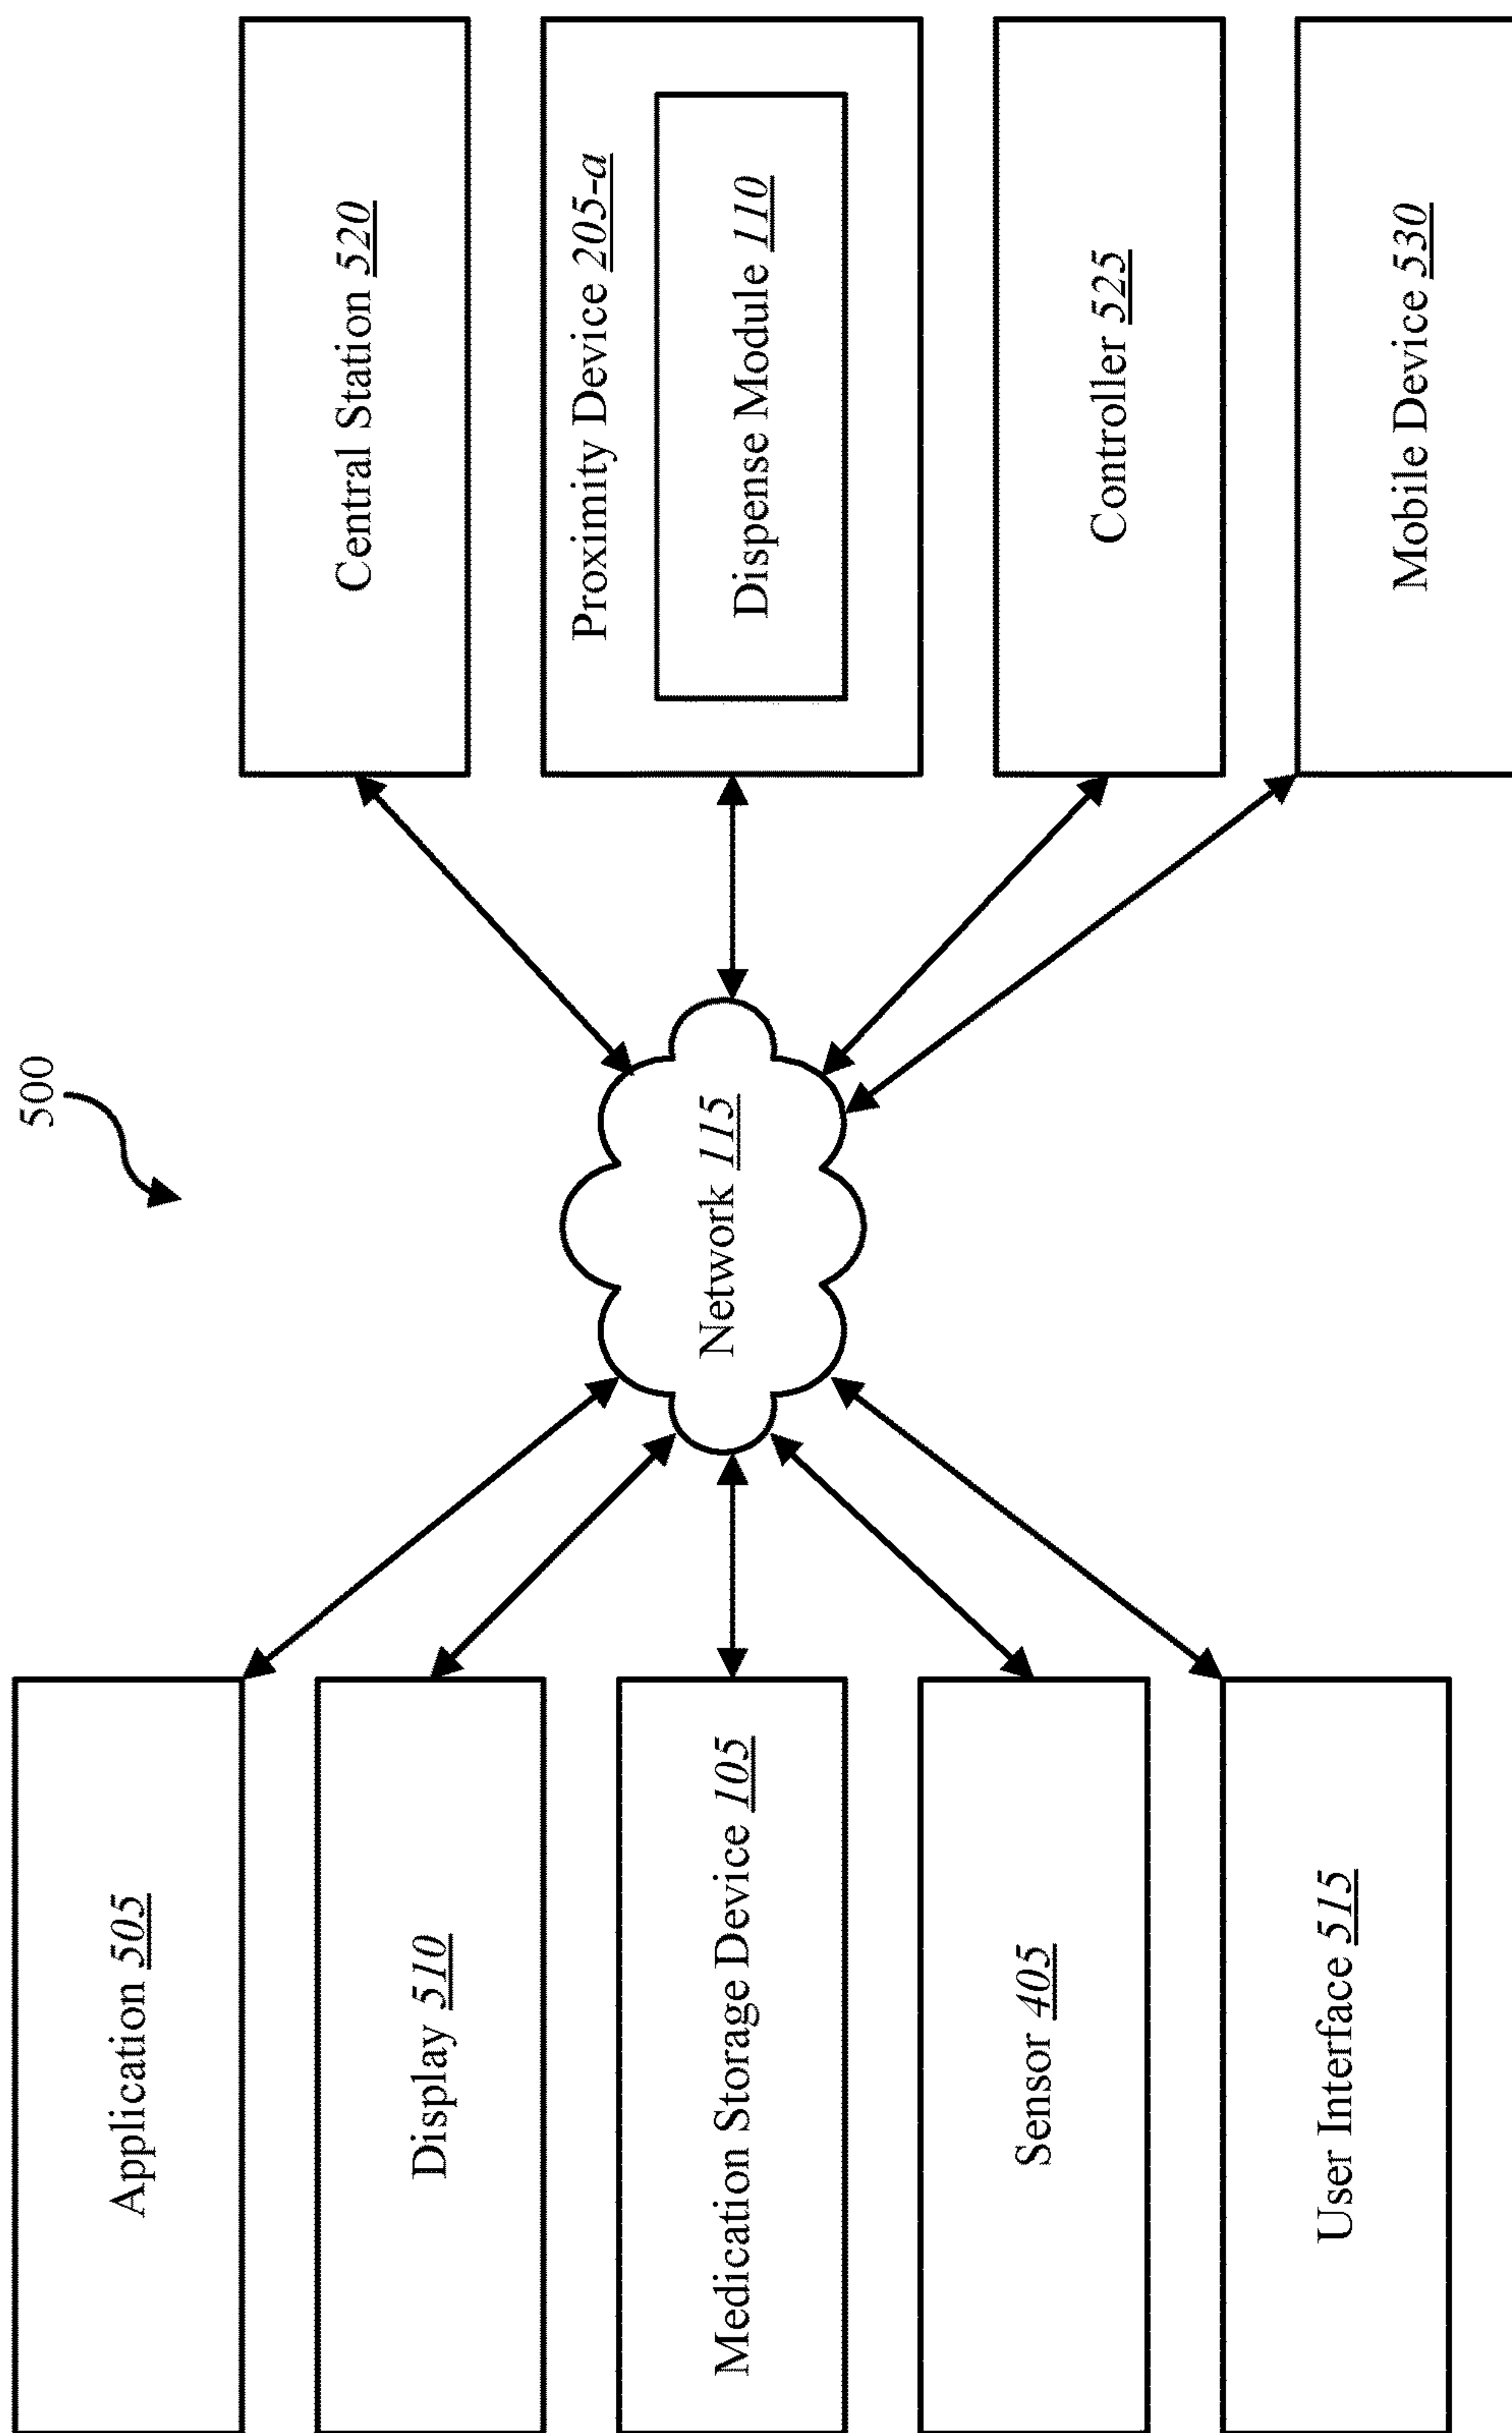 500
Application 505
Display 510
Medication Storage Device 105
Sensor 405
User Interface 515
Network 115
Central Station 520
Proximity Device 205-a
Dispense Module 110
Controller 525
Mobile Device 530